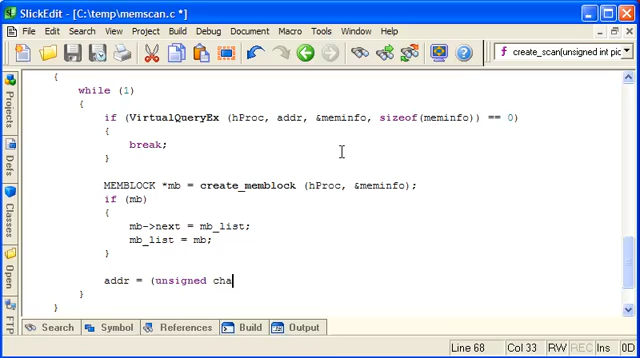 SlickEdit - [C:\temp\memscan.c *]
File Edit Search View Project Build Debug Document Macro Tools Window Help
create_scan(unsigned int pid
{
while (1)
{
if (VirtualQueryEx (hProc, addr, &meminfo, sizeof(meminfo)) == 0)
{
break;
}
MEMBLOCK *mb = create_memblock (hProc, &meminfo);
if (mb)
{
mb->next = mb_list;
mb_list = mb;
}
addr = (unsigned cha
}
}
Projects
Defs
Classes
Open
FTP
Search Symbol References Build Output
Line 68 Col 33 RW REC Ins 0D